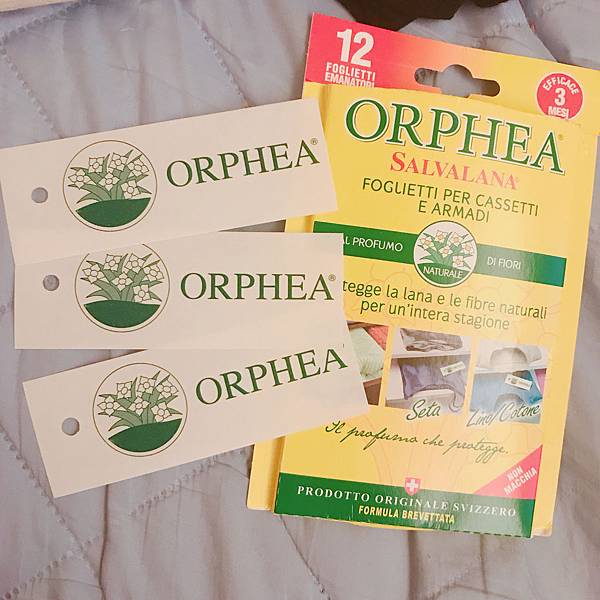 ORPHEA®
ORPHEA®
ORPHEA
12
FOGLIETTI
EMANATORI
EFFICACE
3
MESI
ORPHEA®
SALVALANA®
FOGLIETTI PER CASSETTI
E ARMADI
AL PROFUMO
DI FIORI
NATURALE
tegge la lana e le fibre naturali
per un'intera stagione
Seta
Lino/Cotone
Il profumo che protegge.
NON
MACCHIA
PRODOTTO ORIGINALE SVIZZERO
FORMULA BREVETTATA